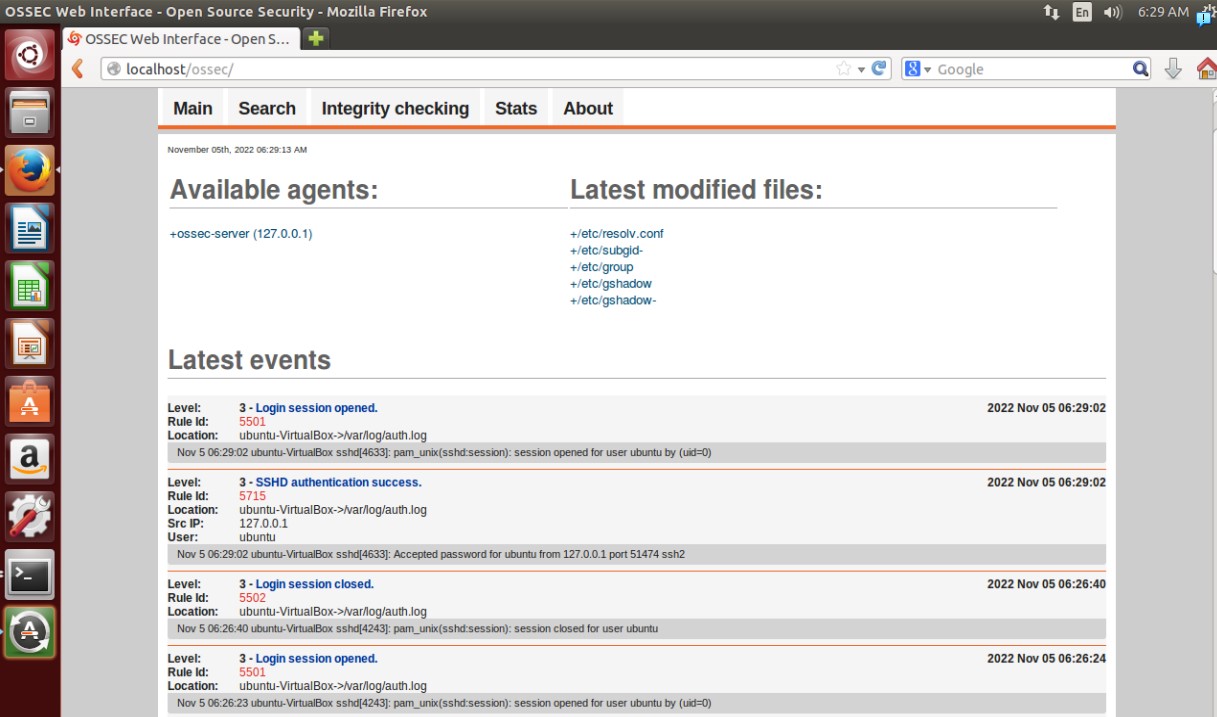 OSSEC Web Interface - Open Source Security - Mozilla Firefox
En
6:29 AM
OSSEC Web Interface - Open S...
localhost/ossec/
Google
Main Search Integrity checking Stats About
November 05th, 2022 06:29:13 AM
Available agents:
+ossec-server (127.0.0.1)
Latest modified files:
+/etc/resolv.conf
+/etc/subgid-
+/etc/group
+/etc/gshadow
+/etc/gshadow-
Latest events
Level: 3 - Login session opened. 2022 Nov 05 06:29:02
Rule Id: 5501
Location: ubuntu-VirtualBox->/var/log/auth.log
Nov 5 06:29:02 ubuntu-VirtualBox sshd[4633]: pam_unix(sshd:session): session opened for user ubuntu by (uid=0)
Level: 3 - SSHD authentication success. 2022 Nov 05 06:29:02
Rule Id: 5715
Location: ubuntu-VirtualBox->/var/log/auth.log
Src IP: 127.0.0.1
User: ubuntu
Nov 5 06:29:02 ubuntu-VirtualBox sshd[4633]: Accepted password for ubuntu from 127.0.0.1 port 51474 ssh2
Level: 3 - Login session closed. 2022 Nov 05 06:26:40
Rule Id: 5502
Location: ubuntu-VirtualBox->/var/log/auth.log
Nov 5 06:26:40 ubuntu-VirtualBox sshd[4243]: pam_unix(sshd:session): session closed for user ubuntu
Level: 3 - Login session opened. 2022 Nov 05 06:26:24
Rule Id: 5501
Location: ubuntu-VirtualBox->/var/log/auth.log
Nov 5 06:26:23 ubuntu-VirtualBox sshd[4243]: pam_unix(sshd:session): session opened for user ubuntu by (uid=0)